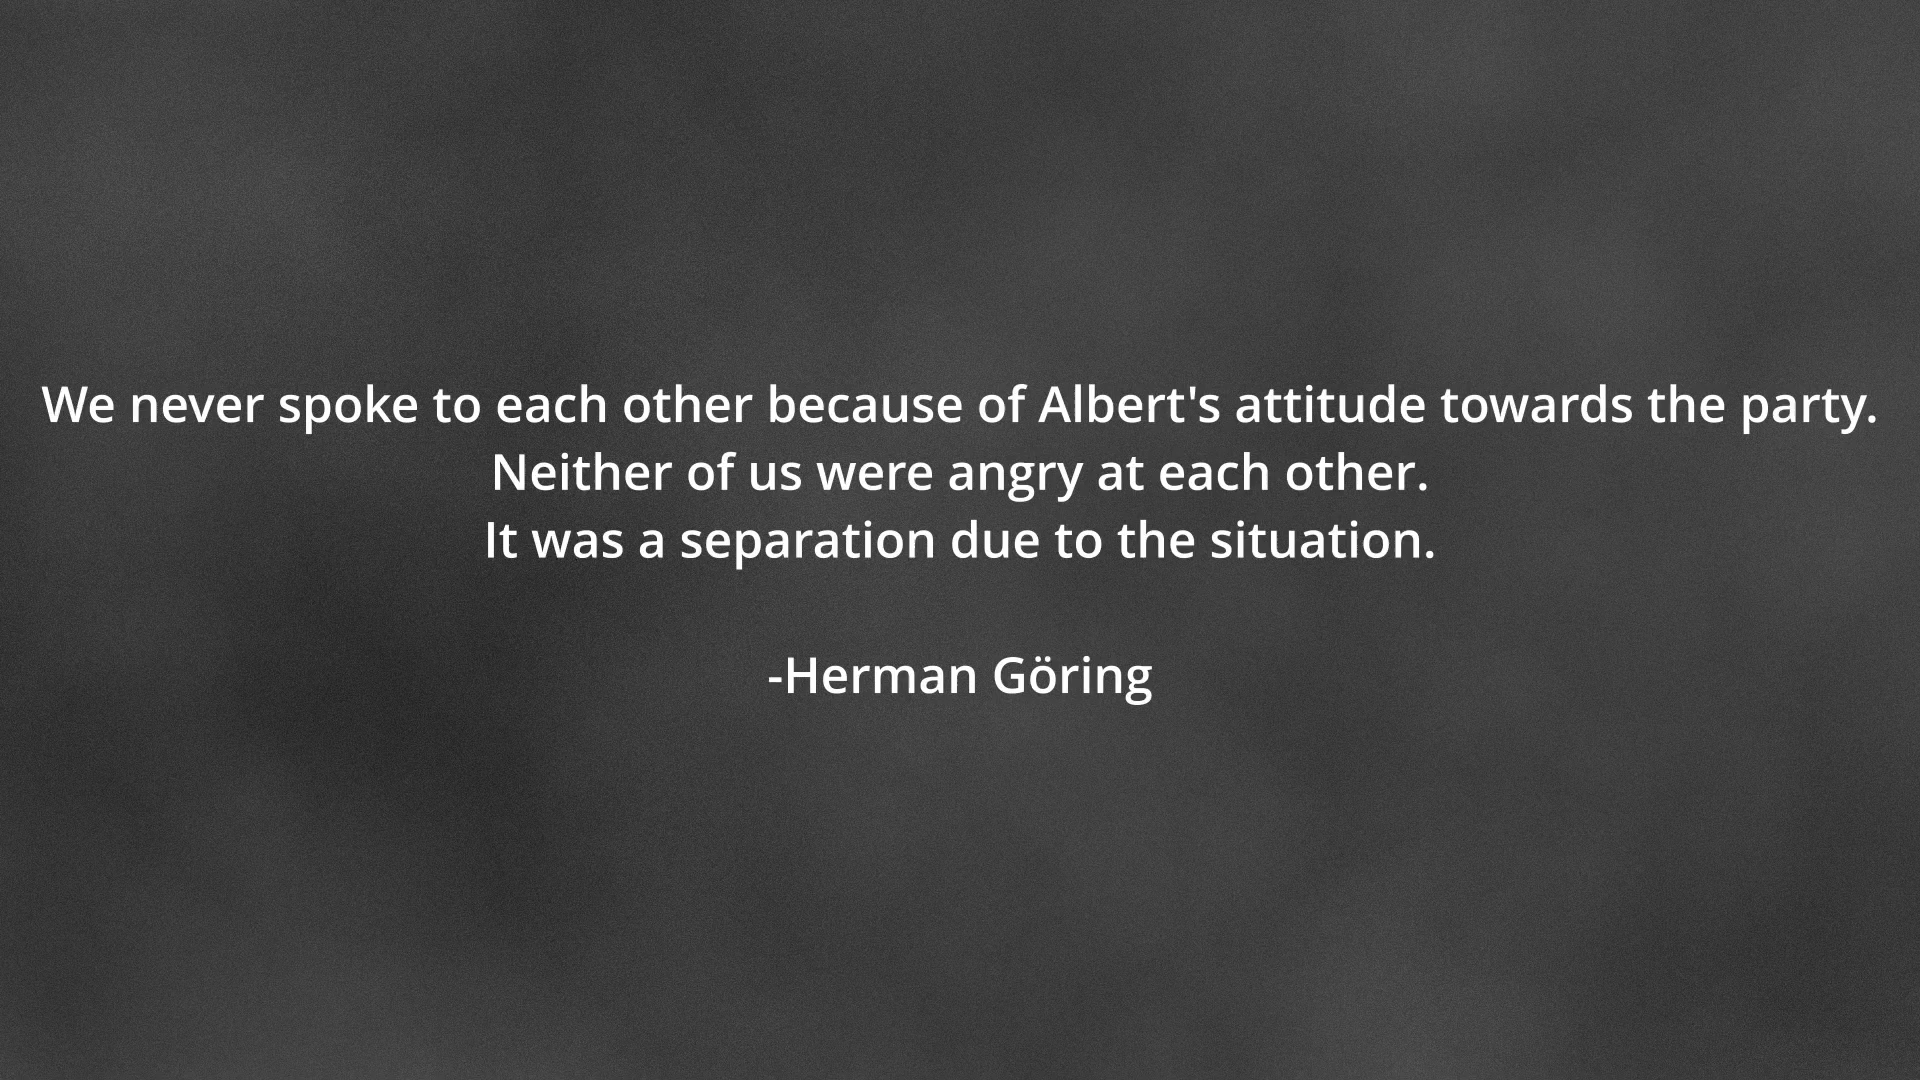 We never spoke to each other because of Albert's attitude towards the party.
Neither of us were angry at each other.
It was a separation due to the situation.
-Herman Göring